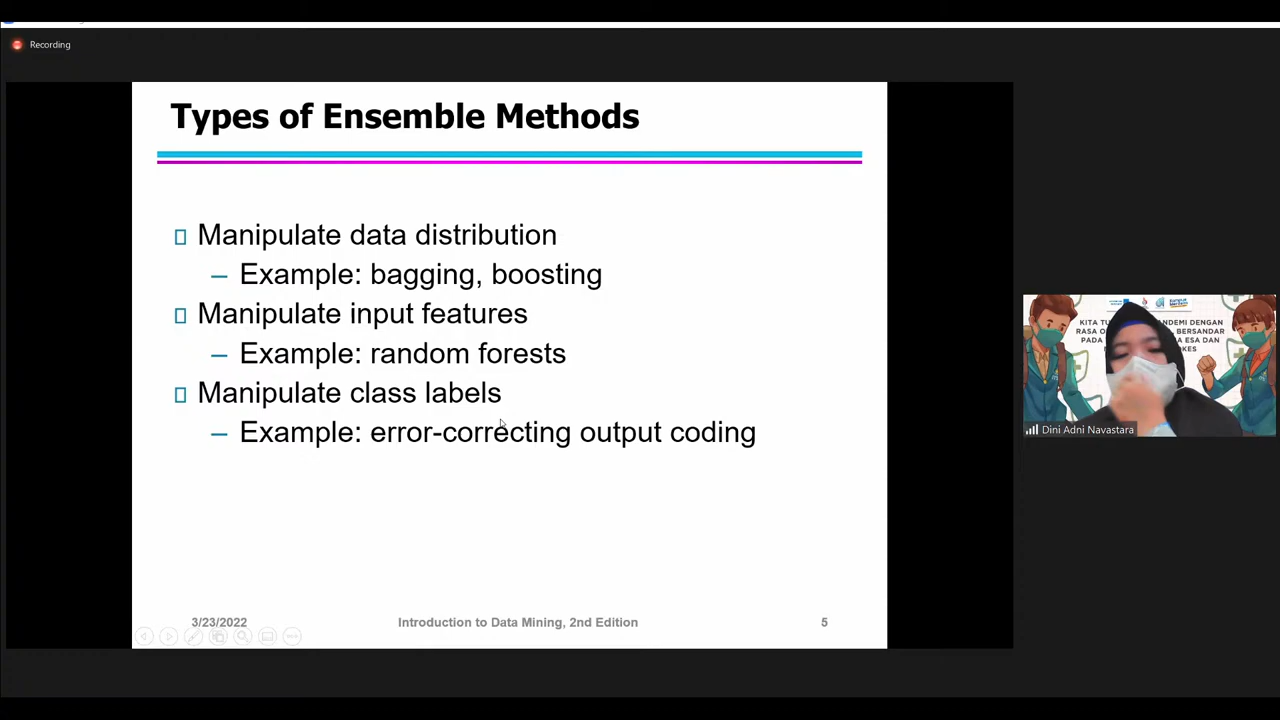 Recording
Types of Ensemble Methods
Manipulate data distribution
– Example: bagging, boosting
Manipulate input features
– Example: random forests
Manipulate class labels
– Example: error-correcting output coding
3/23/2022
Introduction to Data Mining, 2nd Edition
5
KITA TU ANDEMI DENGAN
RASA BERSANDAR
PADA A ESA DAN
OKES
Dini Adni Navastara